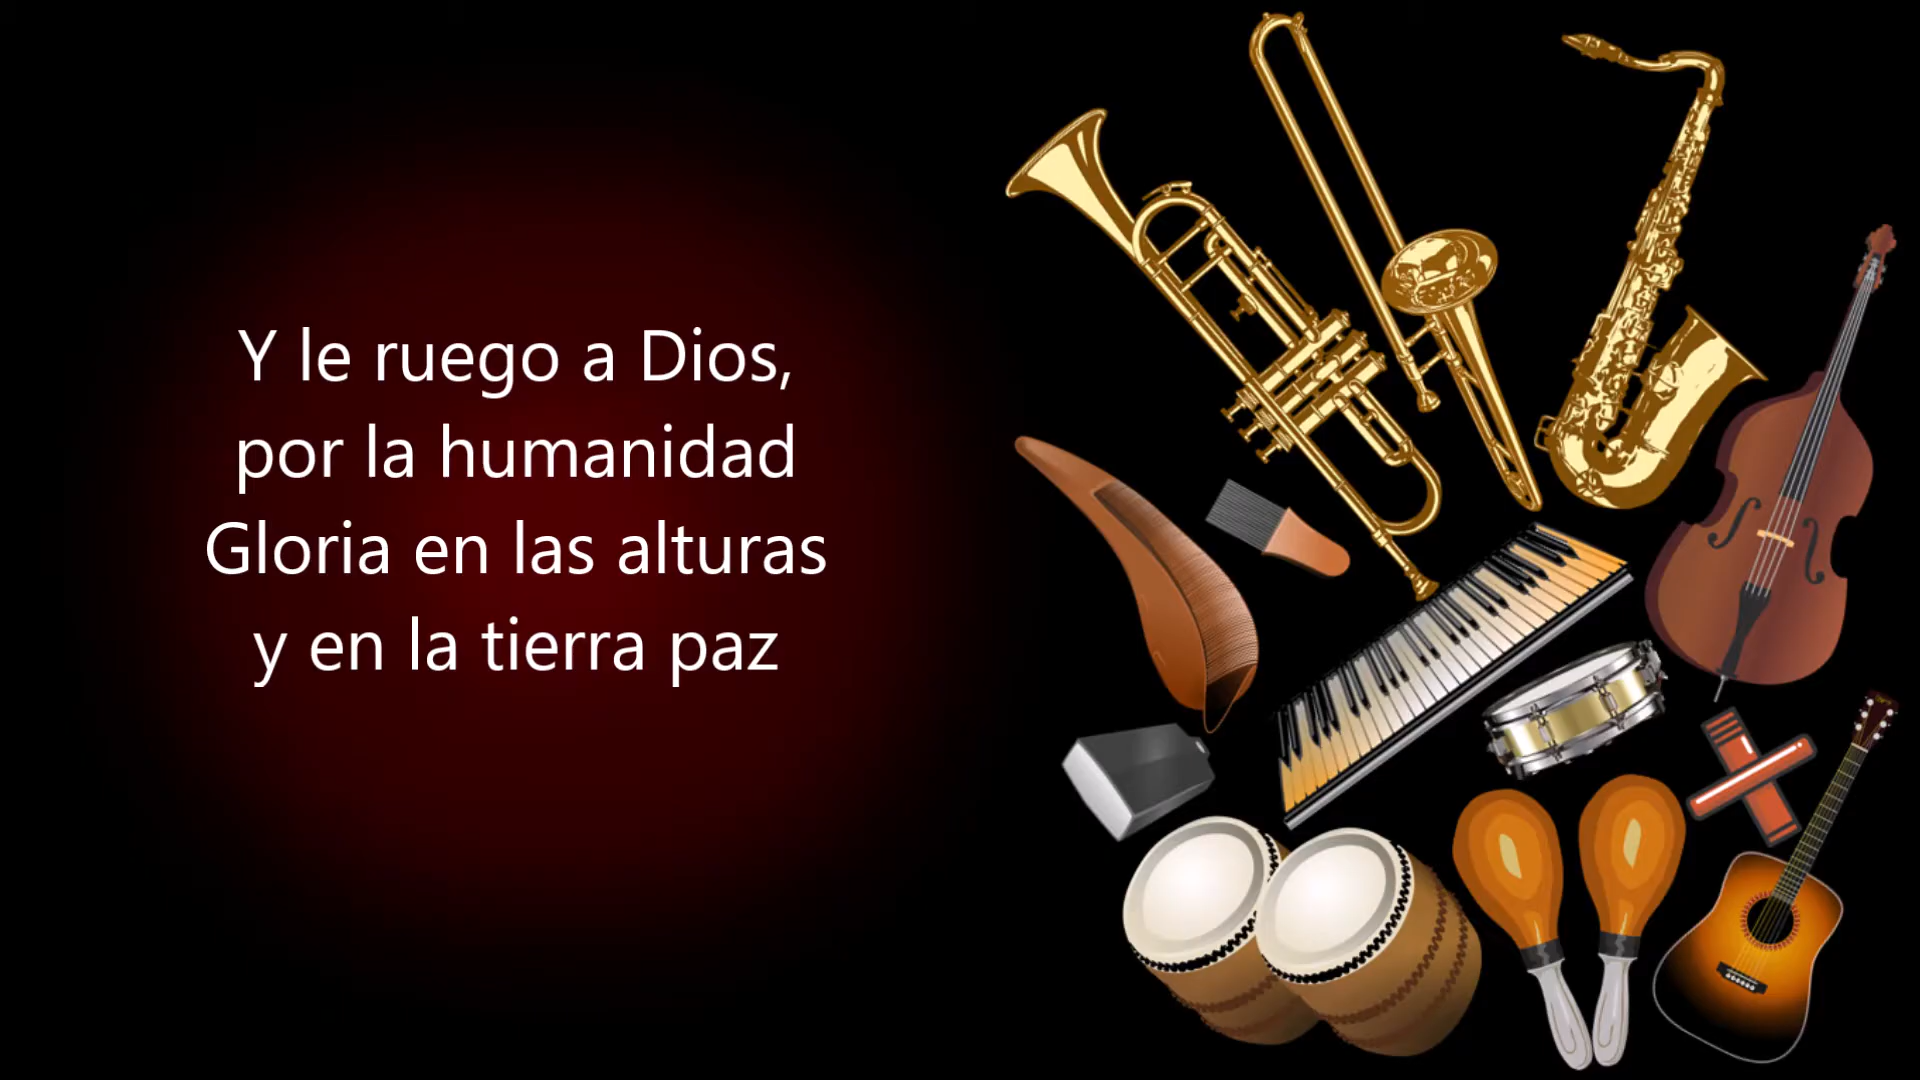 Y le ruego a Dios,
por la humanidad
Gloria en las alturas
y en la tierra paz